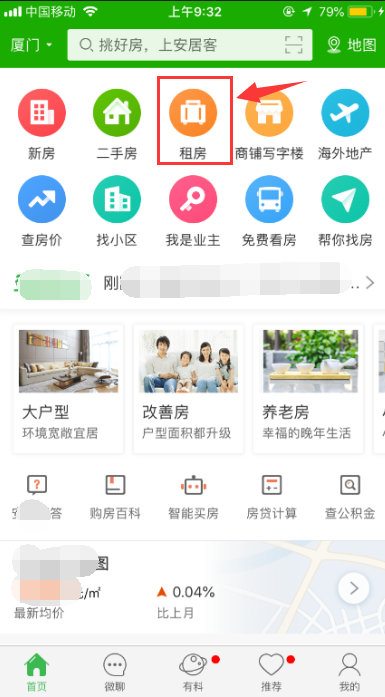 中国移动 上午9:32 79%
厦门 挑好房，上安居客 地图
新房 二手房 租房 商铺写字楼 海外地产
查房价 找小区 我是业主 免费看房 帮你找房
刚 ..
大户型 改善房 养老房
环境宽敞宜居 户型面积都升级 幸福的晚年生活
答 购房百科 智能买房 房贷计算 查公积金
图
元/㎡ 0.04%
最新均价 比上月
首页 微聊 有料 推荐 我的